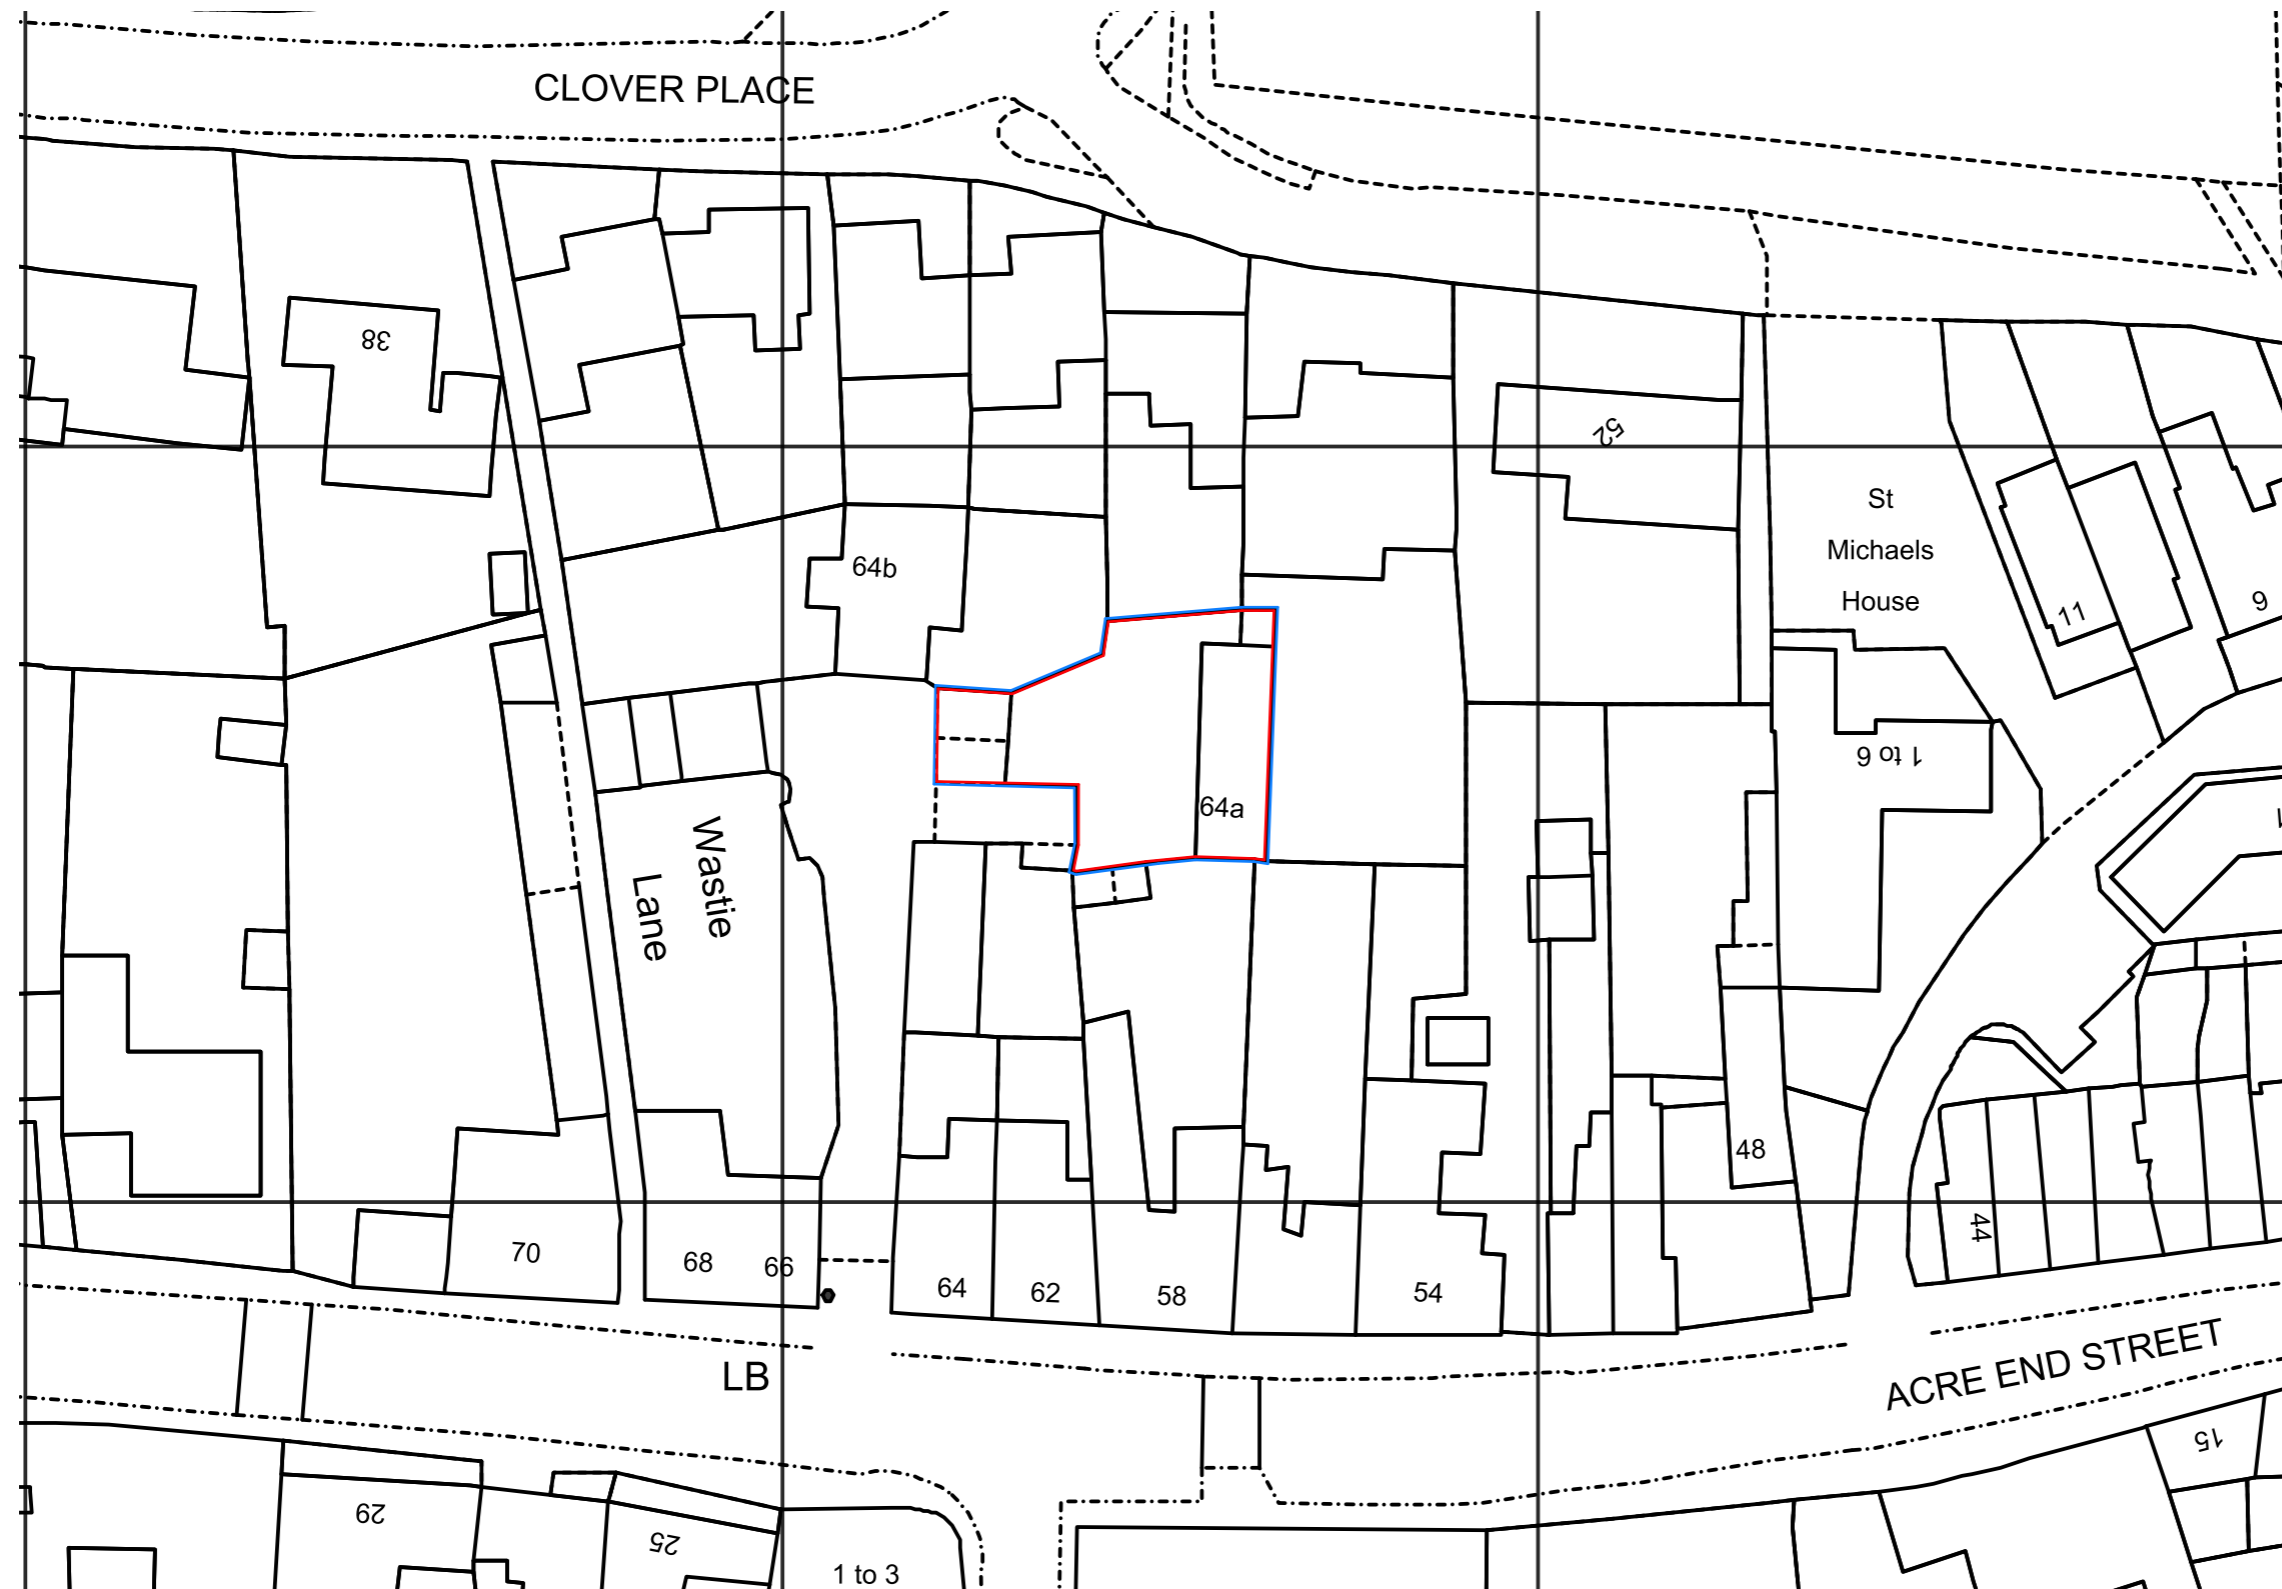 CLOVER PLACE
38
52
St
Michaels
House
64b
11
9
1 to 6
64a
Wastie
Lane
48
44
70
68
66
64
62
58
54
LB
ACRE END STREET
15
29
25
1 to 3